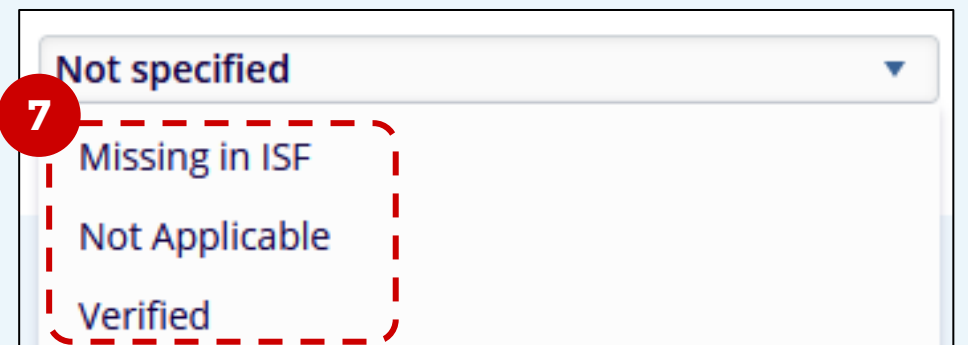 Not specified
7
Missing in ISF
Not Applicable
Verified